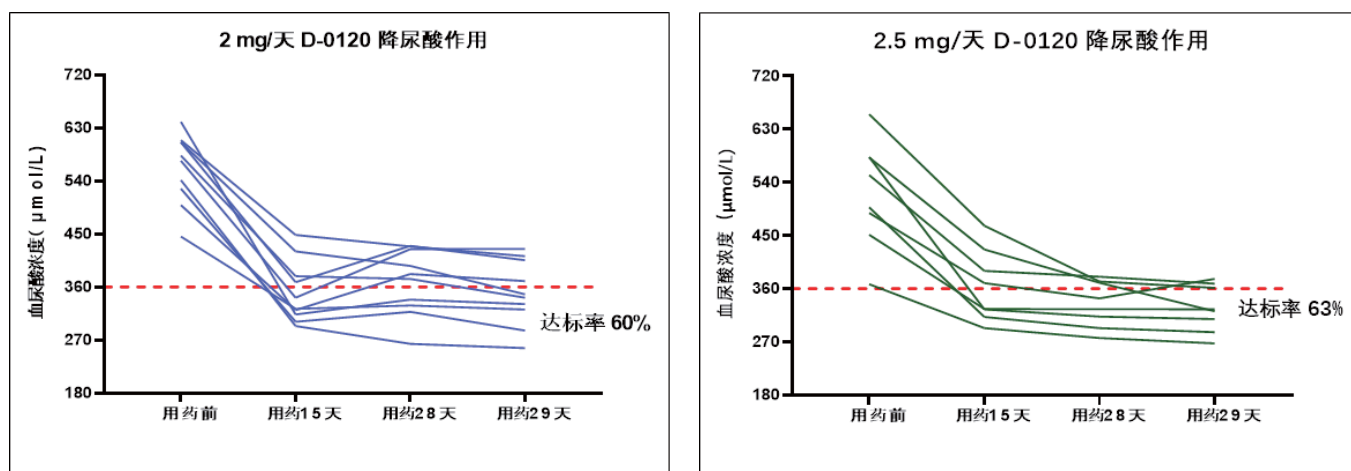 2 mg/天 D-0120 降尿酸作用
血尿酸浓度(μmol/L)
720
630
540
450
360
270
180
达标率 60%
用药前
用药15天
用药28天
用药29天
2.5 mg/天 D-0120 降尿酸作用
血尿酸浓度(μmol/L)
720
630
540
450
360
270
180
达标率 63%
用药前
用药15天
用药28天
用药29天